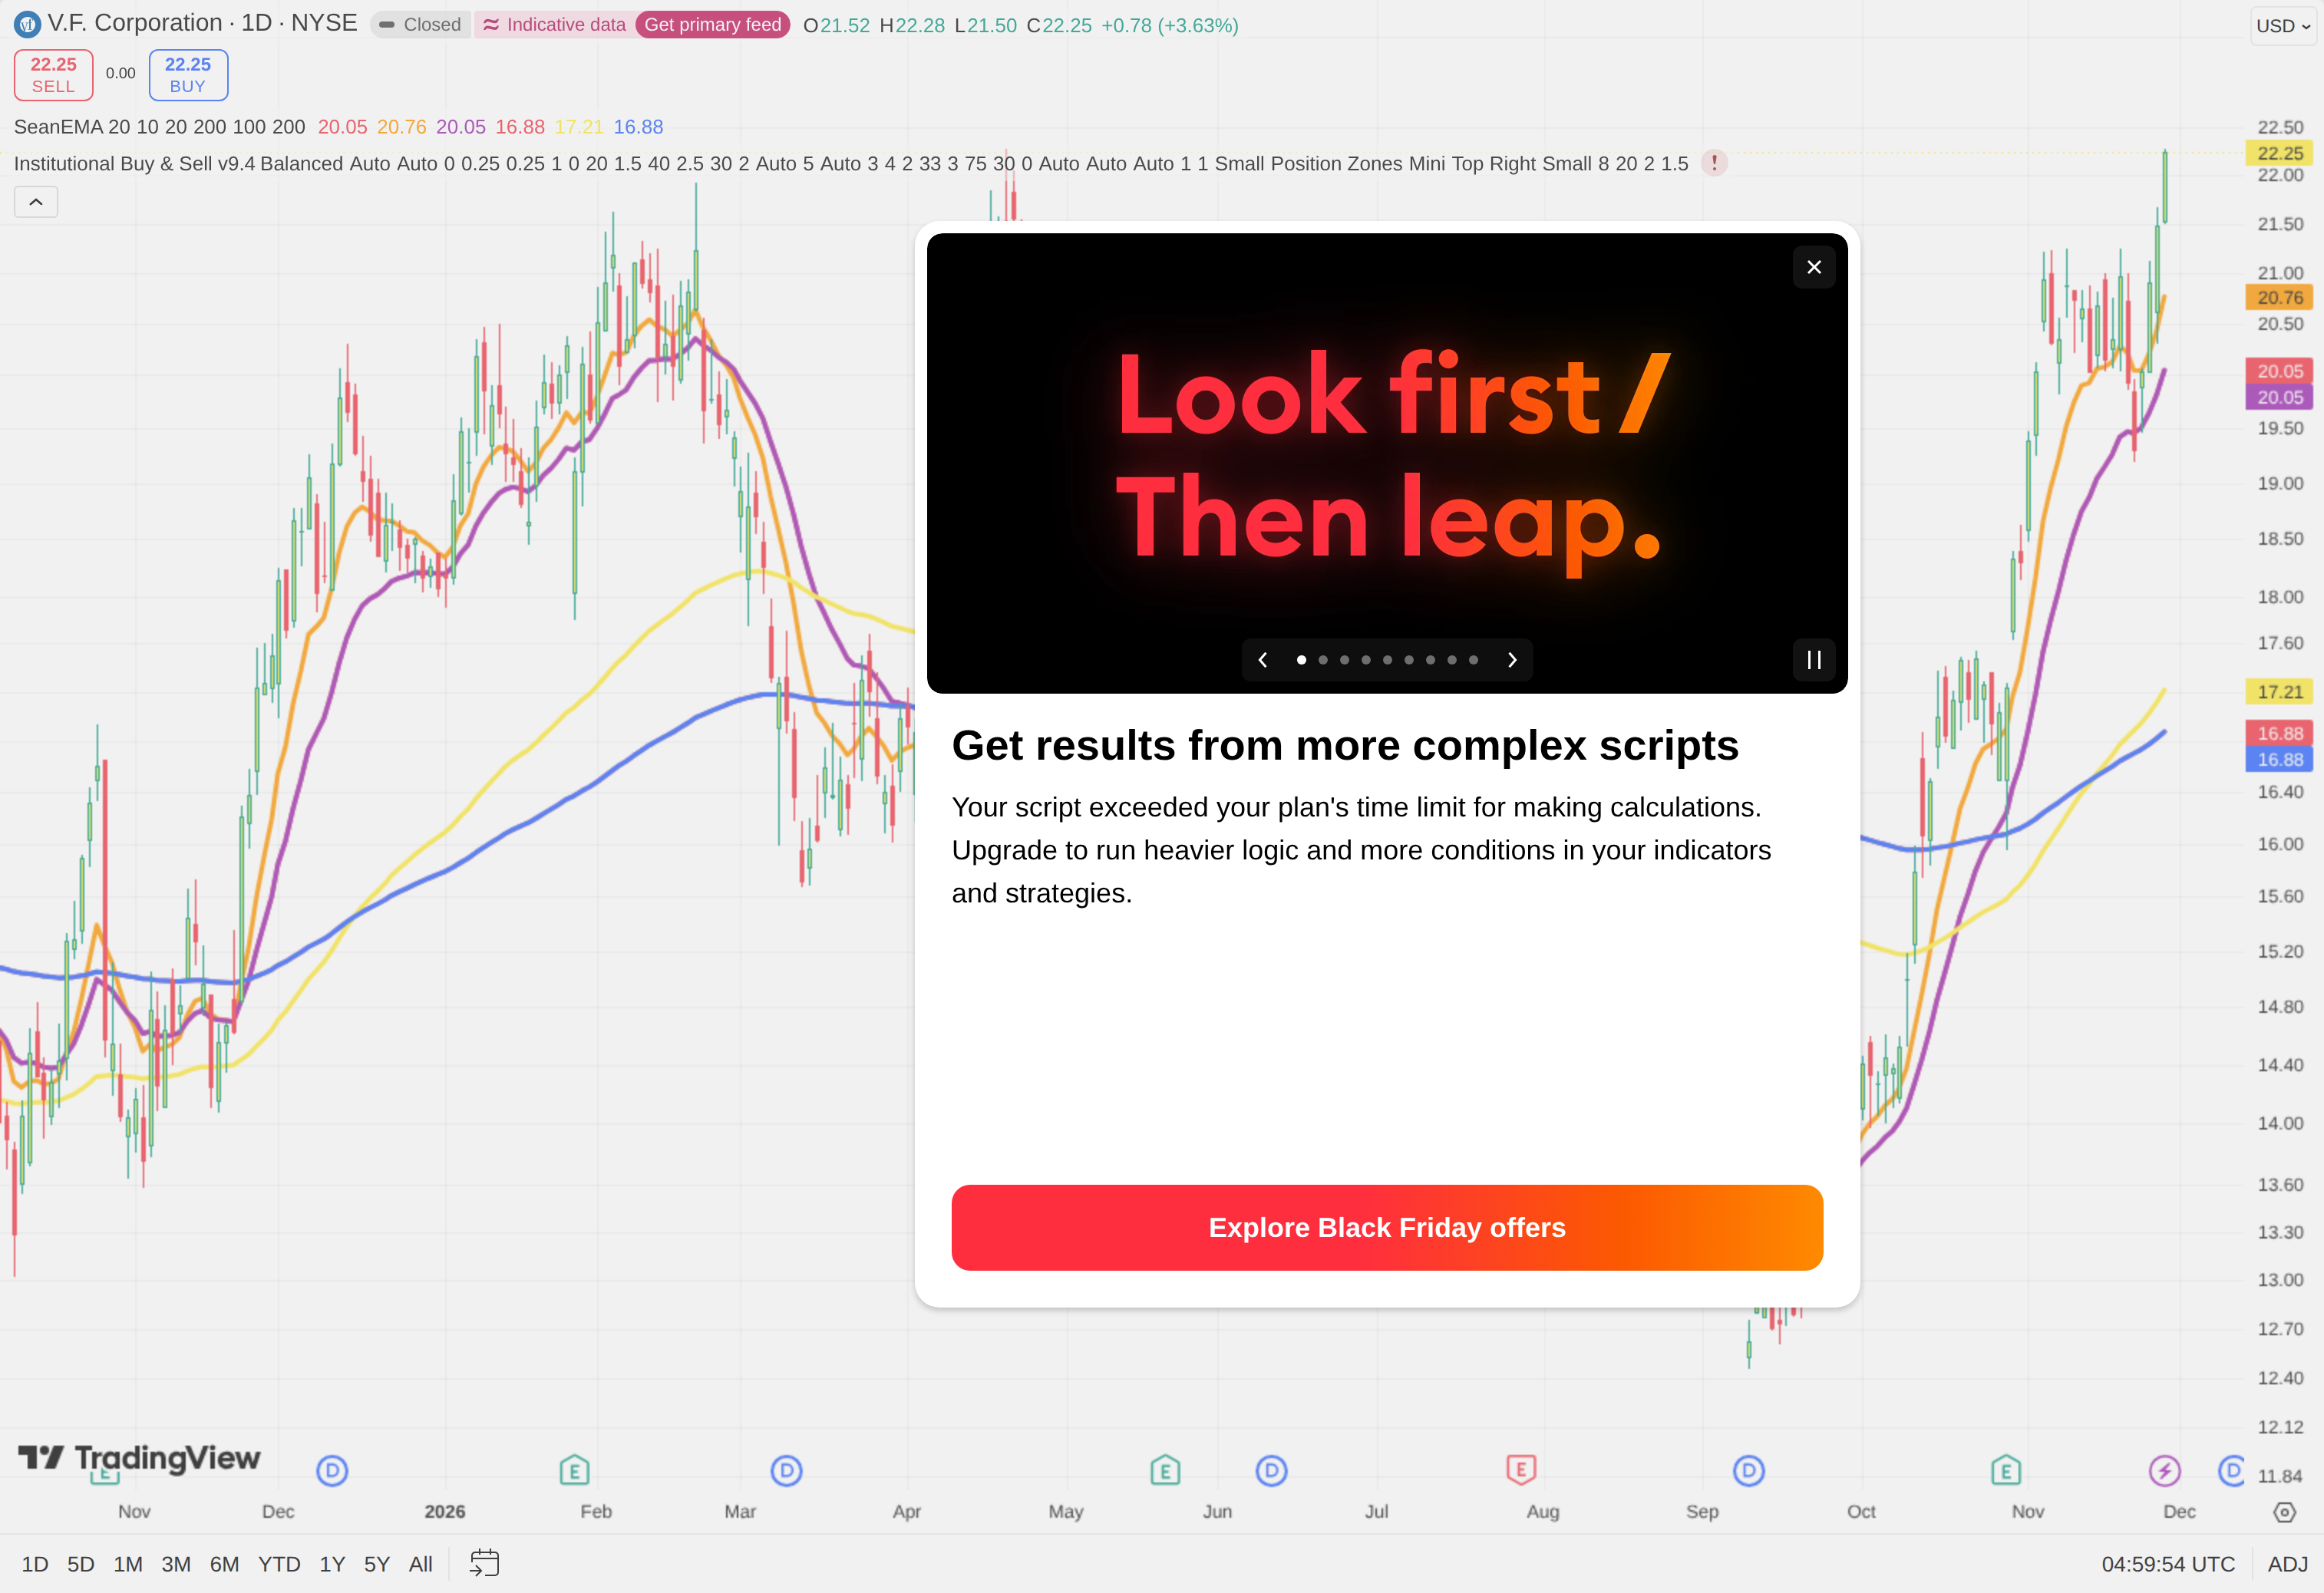 V.F. Corporation · 1D · NYSE Closed Indicative data Get primary feed O21.52 H22.28 L21.50 C22.25 +0.78 (+3.63%)
USD
22.25 SELL
0.00
22.25 BUY
SeanEMA 20 10 20 200 100 200 20.05 20.76 20.05 16.88 17.21 16.88
Institutional Buy & Sell v9.4 Balanced Auto Auto 0 0.25 0.25 1 0 20 1.5 40 2.5 30 2 Auto 5 Auto 3 4 2 33 3 75 30 0 Auto Auto Auto 1 1 Small Position Zones Mini Top Right Small 8 20 2 1.5 !
Look first /
Then leap.
Get results from more complex scripts
Your script exceeded your plan's time limit for making calculations.
Upgrade to run heavier logic and more conditions in your indicators
and strategies.
Explore Black Friday offers
22.50
22.25
22.00
21.50
21.00
20.76
20.50
20.05
20.05
19.50
19.00
18.50
18.00
17.60
17.21
16.88
16.88
16.40
16.00
15.60
15.20
14.80
14.40
14.00
13.60
13.30
13.00
12.70
12.40
12.12
11.84
TradingView
E D E D E D E D E D
Nov Dec 2026 Feb Mar Apr May Jun Jul Aug Sep Oct Nov Dec
1D 5D 1M 3M 6M YTD 1Y 5Y All
04:59:54 UTC ADJ